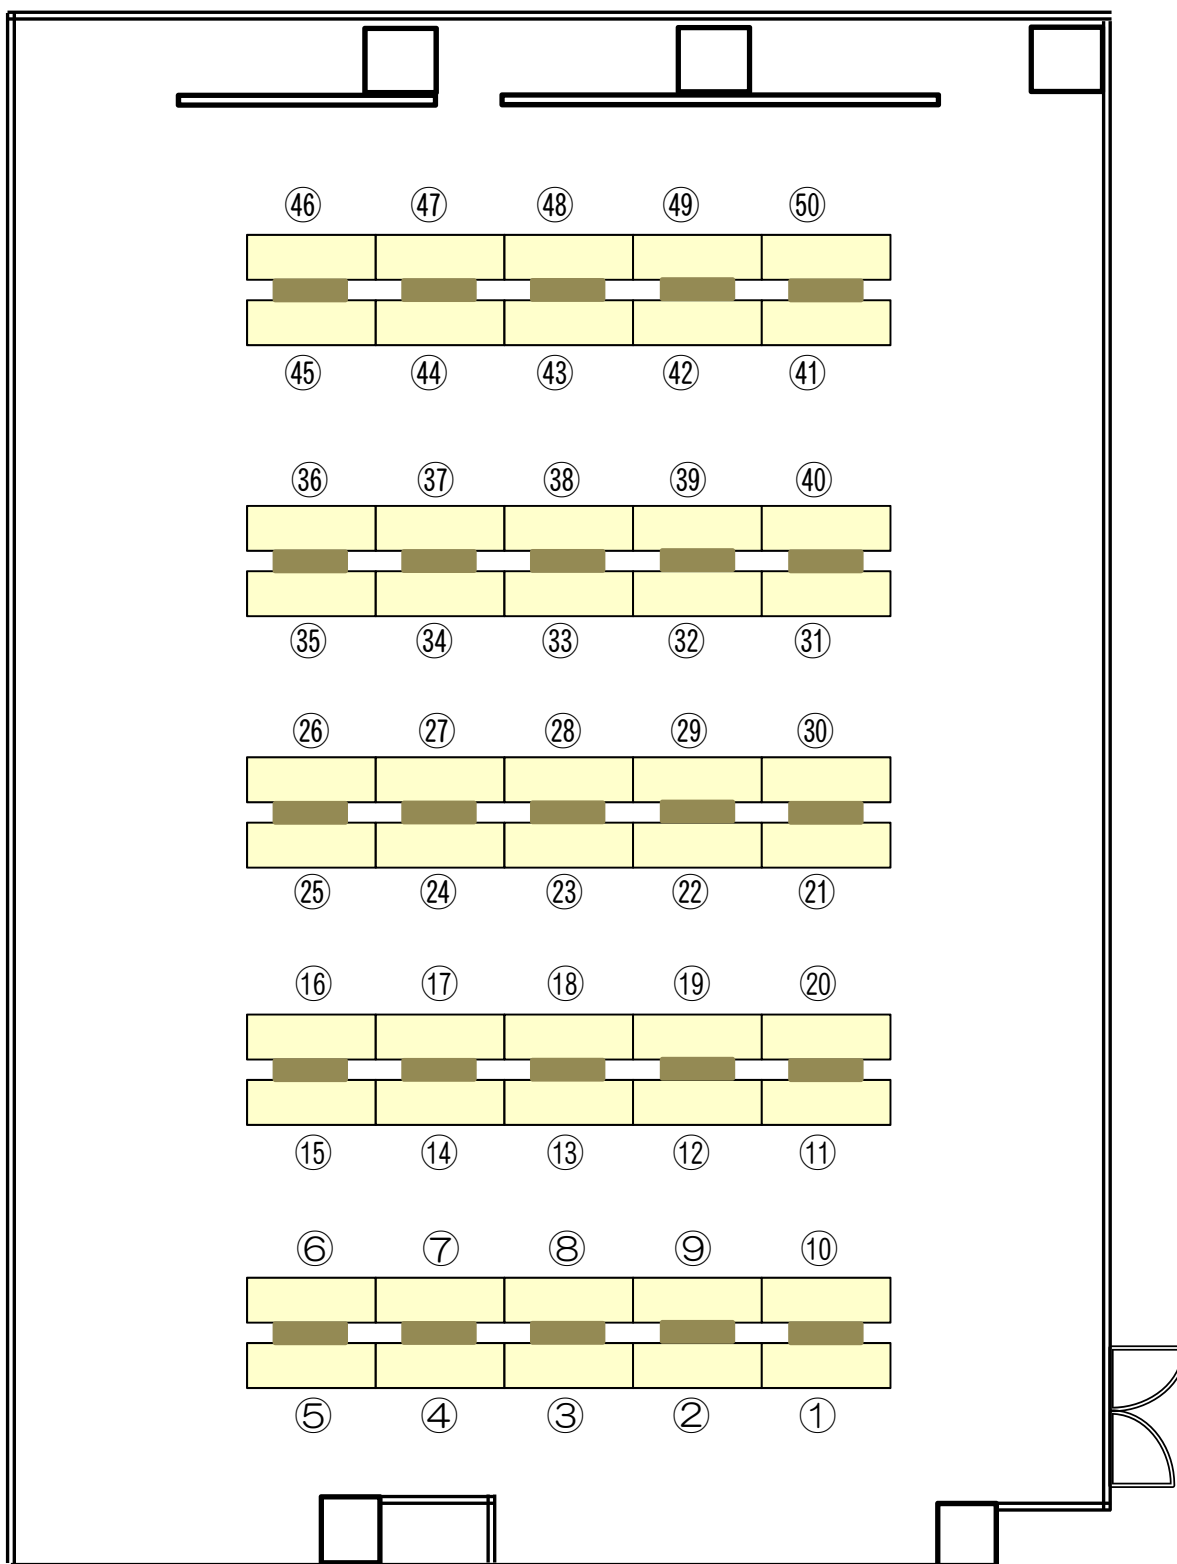 ㊻ ㊼ ㊽ ㊾ ㊿
㊺ ㊹ ㊸ ㊷ ㊶
㊱ ㊲ ㊳ ㊴ ㊵
㉟ ㉞ ㉝ ㉜ ㉛
㉖ ㉗ ㉘ ㉙ ㉚
㉕ ㉔ ㉓ ㉒ ㉑
⑯ ⑰ ⑱ ⑲ ⑳
⑮ ⑭ ⑬ ⑫ ⑪
⑥ ⑦ ⑧ ⑨ ⑩
⑤ ④ ③ ② ①